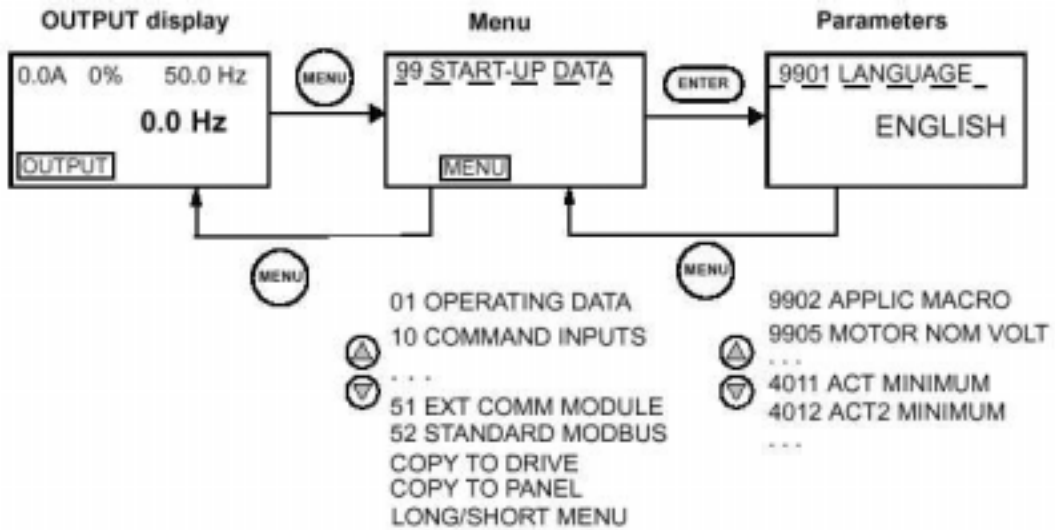 OUTPUT display
Menu
Parameters
0.0A 0% 50.0 Hz
0.0 Hz
OUTPUT
MENU
99 START-UP DATA
MENU
ENTER
9901 LANGUAGE
ENGLISH
MENU
MENU
01 OPERATING DATA
10 COMMAND INPUTS
. . .
51 EXT COMM MODULE
52 STANDARD MODBUS
COPY TO DRIVE
COPY TO PANEL
LONG/SHORT MENU
9902 APPLIC MACRO
9905 MOTOR NOM VOLT
. . .
4011 ACT MINIMUM
4012 ACT2 MINIMUM
. . .